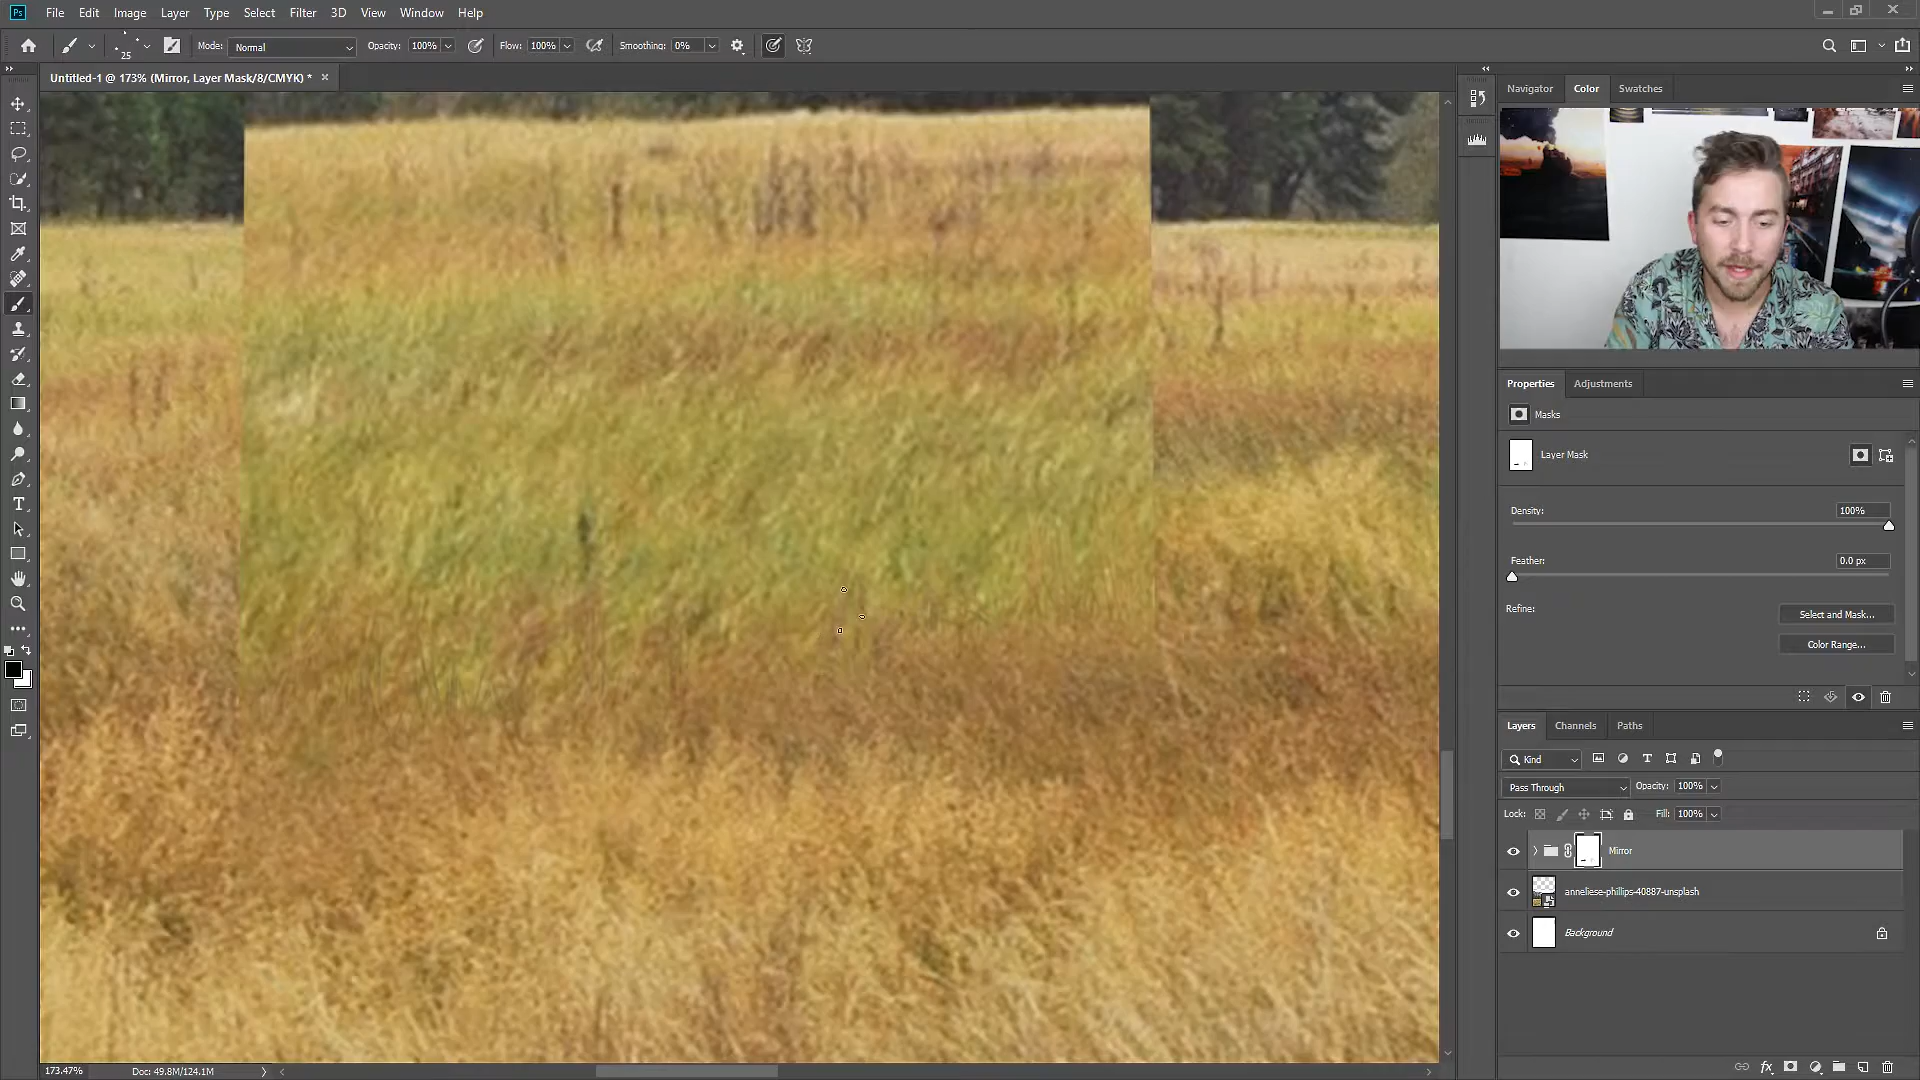 Ps File Edit Image Layer Type Select Filter 3D View Window Help
25 Mode: Normal Opacity: 100% Flow: 100% Smoothing: 0%
Untitled-1 @ 173% (Mirror, Layer Mask/8/CMYK) *
Navigator Color Swatches
Properties Adjustments
Masks
Layer Mask
Density: 100%
Feather: 0.0 px
Refine: Select and Mask...
Color Range...
Layers Channels Paths
Kind
Pass Through Opacity: 100%
Lock: Fill: 100%
Mirror
anneliese-phillips-40887-unsplash
Background
173.47% Doc: 49.8M/124.1M